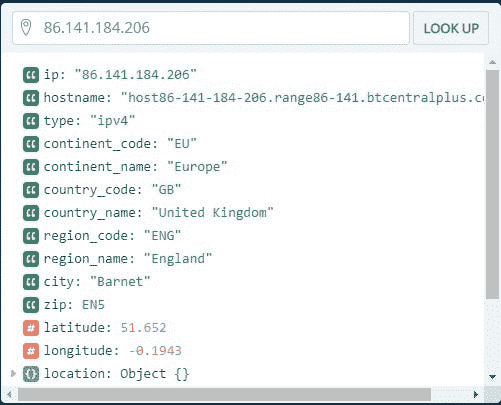 86.141.184.206 LOOK UP
ip: "86.141.184.206"
hostname: "host86-141-184-206.range86-141.btcentralplus.c
type: "ipv4"
continent_code: "EU"
continent_name: "Europe"
country_code: "GB"
country_name: "United Kingdom"
region_code: "ENG"
region_name: "England"
city: "Barnet"
zip: EN5
# latitude: 51.652
# longitude: -0.1943
{} location: Object {}